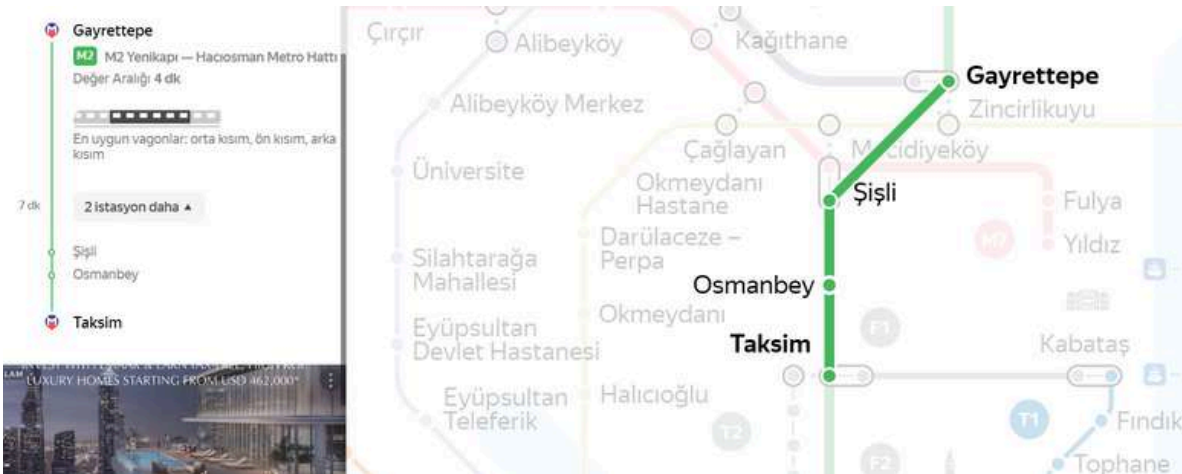 Gayrettepe
M2 M2 Yenikapı — Hacıosman Metro Hattı
Değer Aralığı 4 dk
En uygun vagonlar: orta kısım, ön kısım, arka
kısım
7 dk
2 istasyon daha ▲
Şişli
Osmanbey
Taksim
LUXURY HOMES STARTING FROM USD 462,000*
Çırçır
Alibeyköy
Kağıthane
Gayrettepe
Zincirlikuyu
Alibeyköy Merkez
Çağlayan
Mecidiyeköy
Üniversite
Okmeydanı
Hastane
Şişli
Fulya
Darülaceze –
Perpa
M7
Yıldız
Silahtarağa
Mahallesi
Osmanbey
Okmeydanı
F1
Eyüpsultan
Devlet Hastanesi
Taksim
Kabataş
Eyüpsultan
Teleferik
Halıcıoğlu
T2
T1
Fındık
F2
Tophane